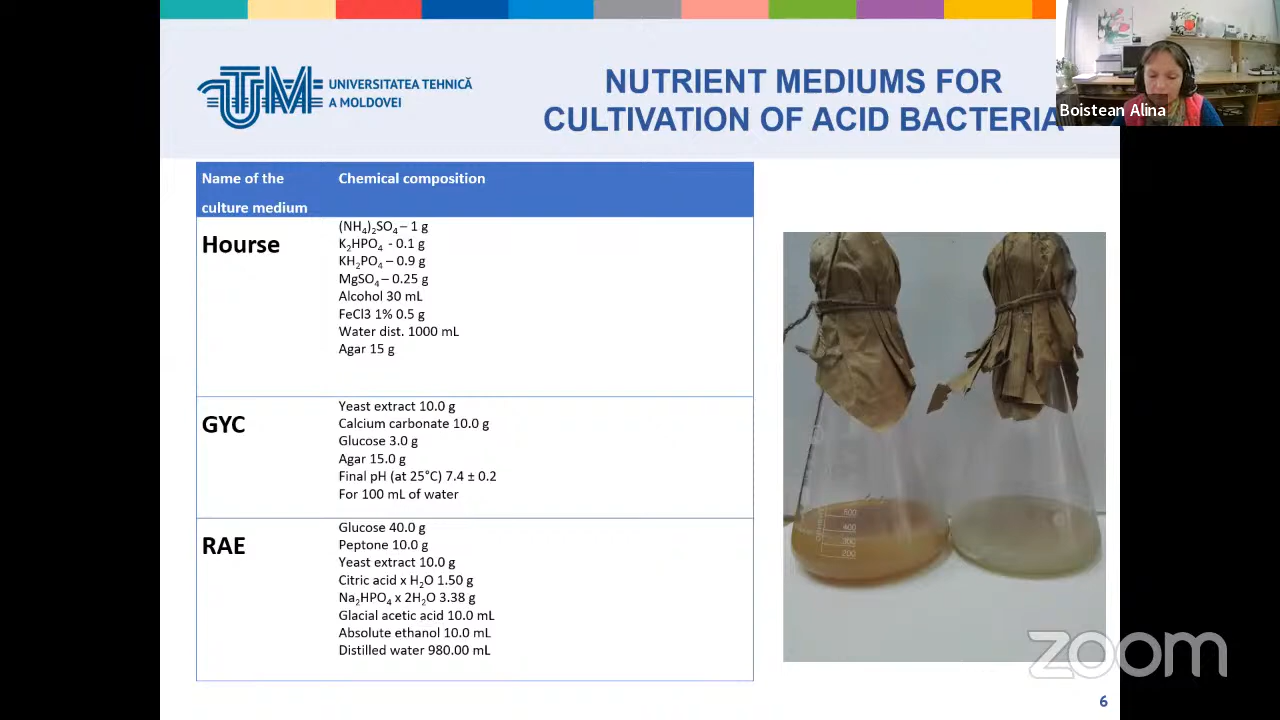 UNIVERSITATEA TEHNICĂ
A MOLDOVEI
NUTRIENT MEDIUMS FOR
CULTIVATION OF ACID BACTERIA
Boistean Alina
Name of the
culture medium
Chemical composition
Hourse
(NH₄)₂SO₄ – 1 g
K₂HPO₄ - 0.1 g
KH₂PO₄ – 0.9 g
MgSO₄ – 0.25 g
Alcohol 30 mL
FeCl3 1% 0.5 g
Water dist. 1000 mL
Agar 15 g
GYC
Yeast extract 10.0 g
Calcium carbonate 10.0 g
Glucose 3.0 g
Agar 15.0 g
Final pH (at 25°C) 7.4 ± 0.2
For 100 mL of water
RAE
Glucose 40.0 g
Peptone 10.0 g
Yeast extract 10.0 g
Citric acid x H₂O 1.50 g
Na₂HPO₄ x 2H₂O 3.38 g
Glacial acetic acid 10.0 mL
Absolute ethanol 10.0 mL
Distilled water 980.00 mL
500
400
300
200
zoom
6